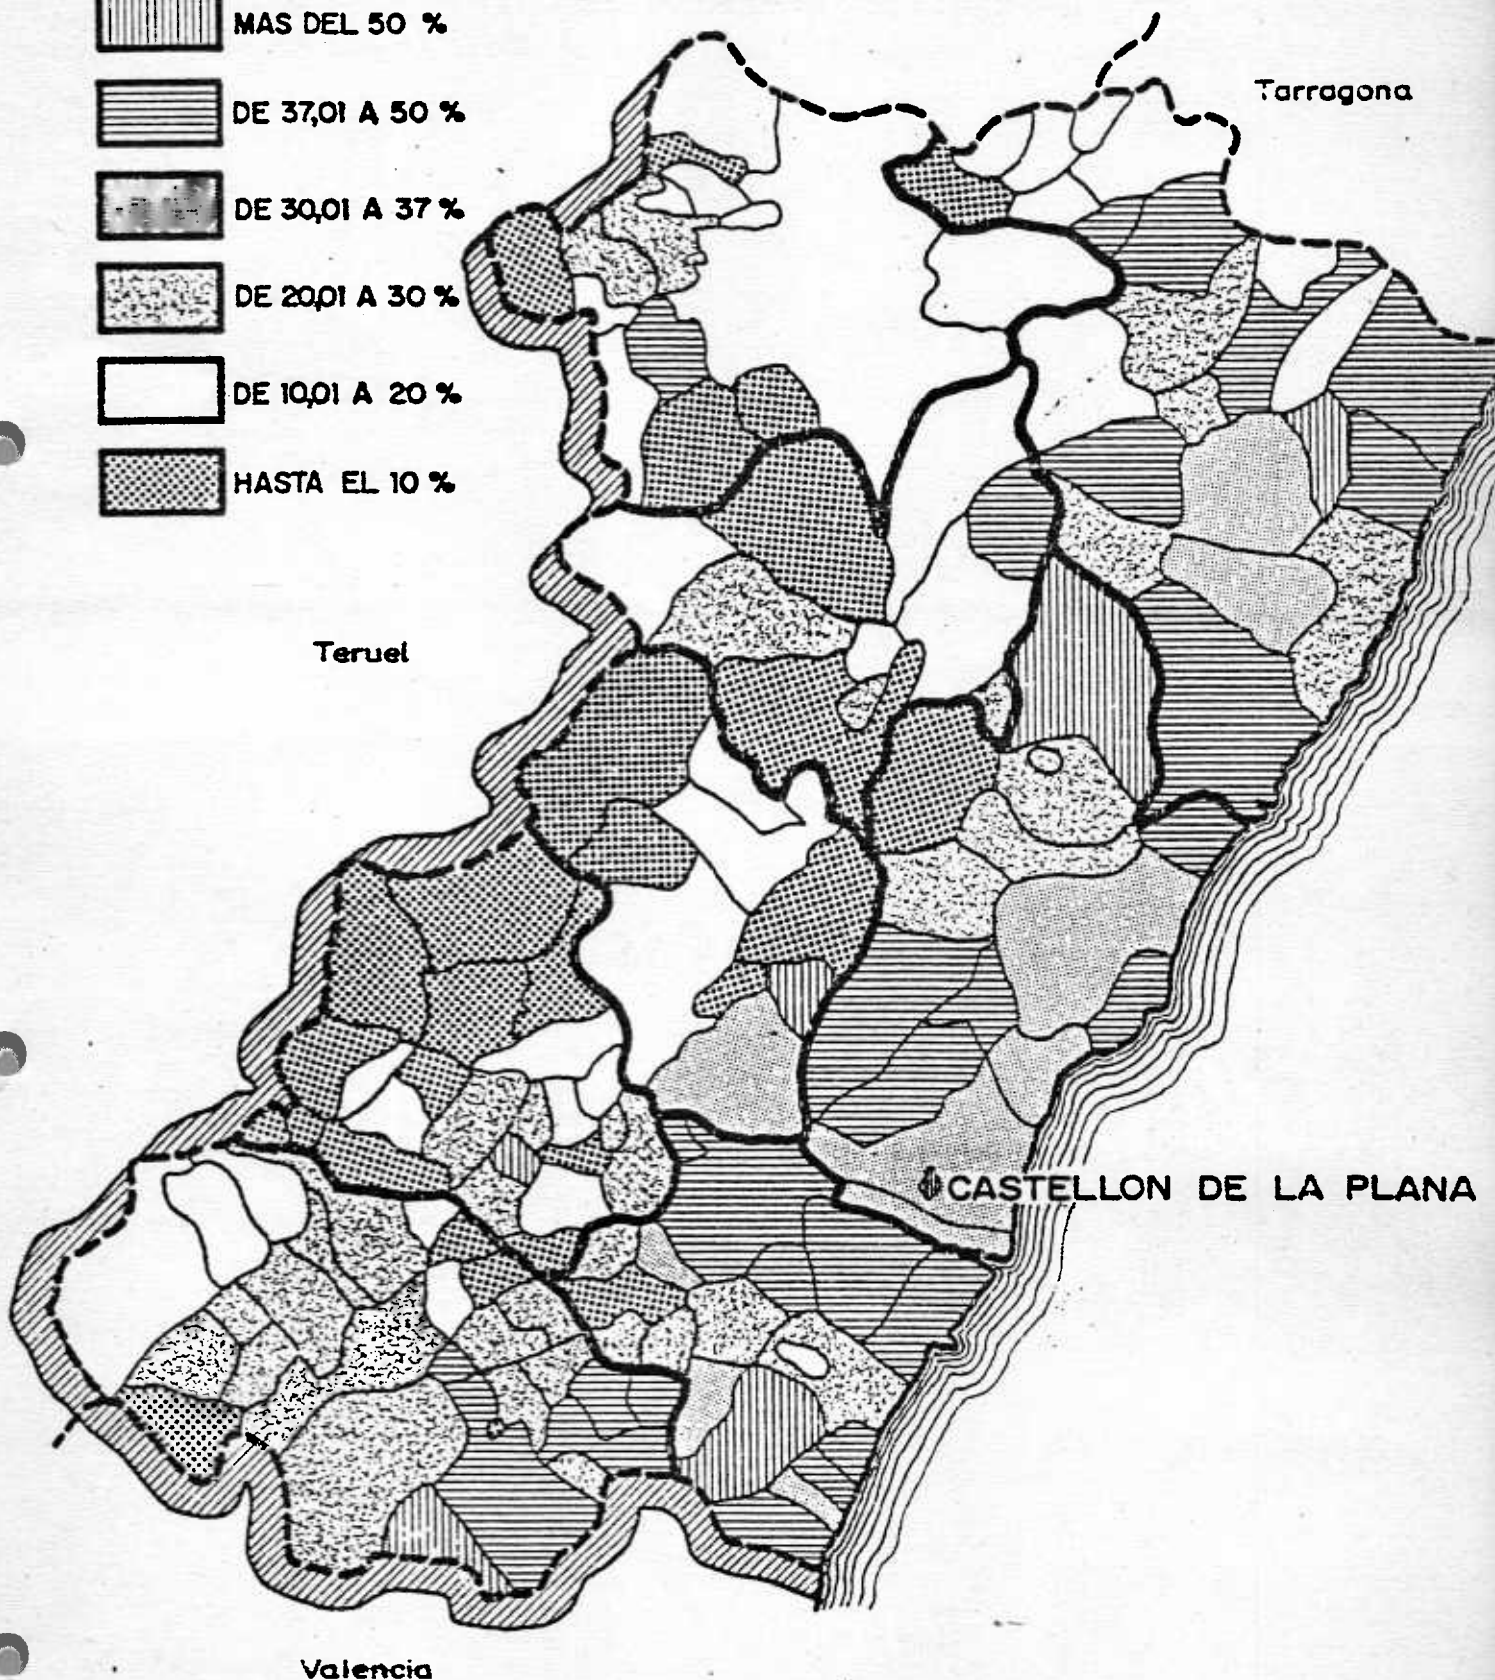 MAS DEL 50 %
DE 37,01 A 50 %
DE 30,01 A 37 %
DE 20,01 A 30 %
DE 10,01 A 20 %
HASTA EL 10 %
Tarragona
Teruel
CASTELLON DE LA PLANA
Valencia